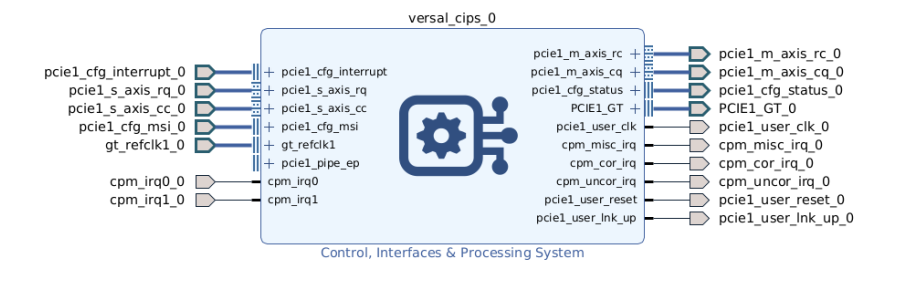 versal_cips_0
pcie1_cfg_interrupt_0
pcie1_s_axis_rq_0
pcie1_s_axis_cc_0
pcie1_cfg_msi_0
gt_refclk1_0
cpm_irq0_0
cpm_irq1_0
pcie1_cfg_interrupt
pcie1_s_axis_rq
pcie1_s_axis_cc
pcie1_cfg_msi
gt_refclk1
pcie1_pipe_ep
cpm_irq0
cpm_irq1
pcie1_m_axis_rc
pcie1_m_axis_cq
pcie1_cfg_status
PCIE1_GT
pcie1_user_clk
cpm_misc_irq
cpm_cor_irq
cpm_uncor_irq
pcie1_user_reset
pcie1_user_lnk_up
pcie1_m_axis_rc_0
pcie1_m_axis_cq_0
pcie1_cfg_status_0
PCIE1_GT_0
pcie1_user_clk_0
cpm_misc_irq_0
cpm_cor_irq_0
cpm_uncor_irq_0
pcie1_user_reset_0
pcie1_user_lnk_up_0
Control, Interfaces & Processing System